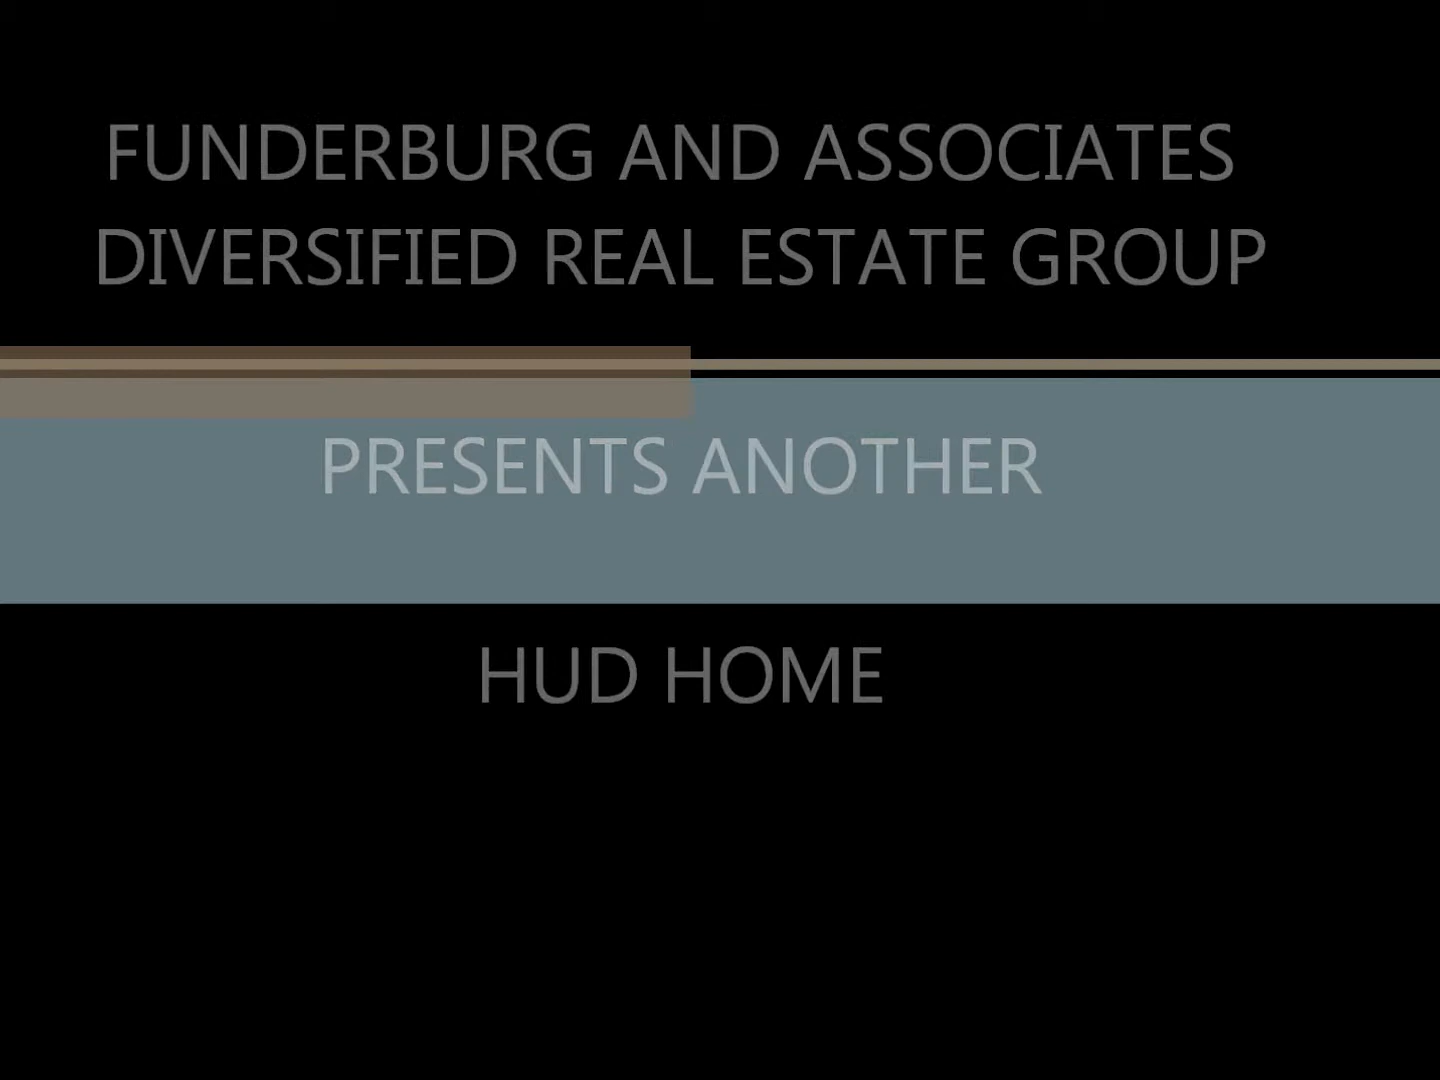 FUNDERBURG AND ASSOCIATES
DIVERSIFIED REAL ESTATE GROUP
PRESENTS ANOTHER
HUD HOME